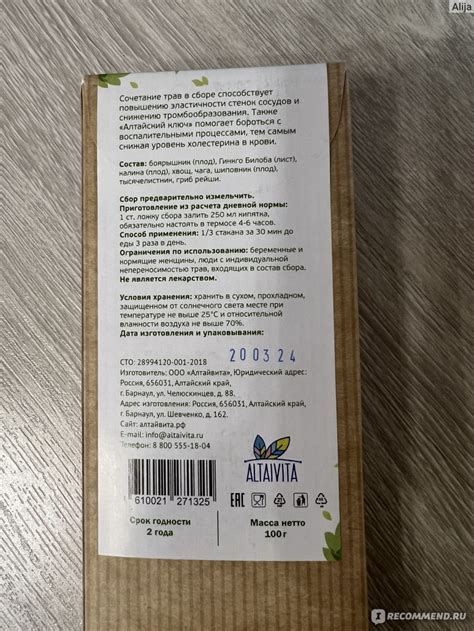 Alija
Сочетание трав в сборе способствует
повышению эластичности стенок сосудов и
снижению тромбообразования. Также
«Алтайский ключ» помогает бороться с
воспалительными процессами, тем самым
снижая уровень холестерина в крови.
Состав: боярышник (плод), Гинкго Билоба (лист),
калина (плод), хвощ, чага, шиповник (плод),
тысячелистник, гриб рейши.
Сбор предварительно измельчить.
Приготовление из расчета дневной нормы:
1 ст. ложку сбора залить 250 мл кипятка,
обязательно настоять в термосе 4-6 часов.
Способ применения: 1/3 стакана за 30 мин до
еды 3 раза в день.
Ограничения по использованию: беременные и
кормящие женщины, люди с индивидуальной
непереносимостью трав, входящих в состав сбора.
Не является лекарством.
Условия хранения: хранить в сухом, прохладном,
защищенном от солнечного света месте при
температуре не выше 25°С и относительной
влажности воздуха не выше 70%.
Дата изготовления и упаковывания:
20 03 24
СТО: 28994120-001-2018
Изготовитель: ООО «Алтайвита», Юридический адрес:
Россия, 656031, Алтайский край,
г. Барнаул, ул. Челюскинцев, д. 88.
Адрес изготовления: Россия, 656031, Алтайский край,
г. Барнаул, ул. Шевченко, д. 162.
Сайт: алтайвита.рф
E-mail: info@altaivita.ru
Телефон: 8 800 555-18-04
ALTAIVITA
610021 271325
EAC
Срок годности
2 года
Масса нетто
100 г
I RECOMMEND.RU